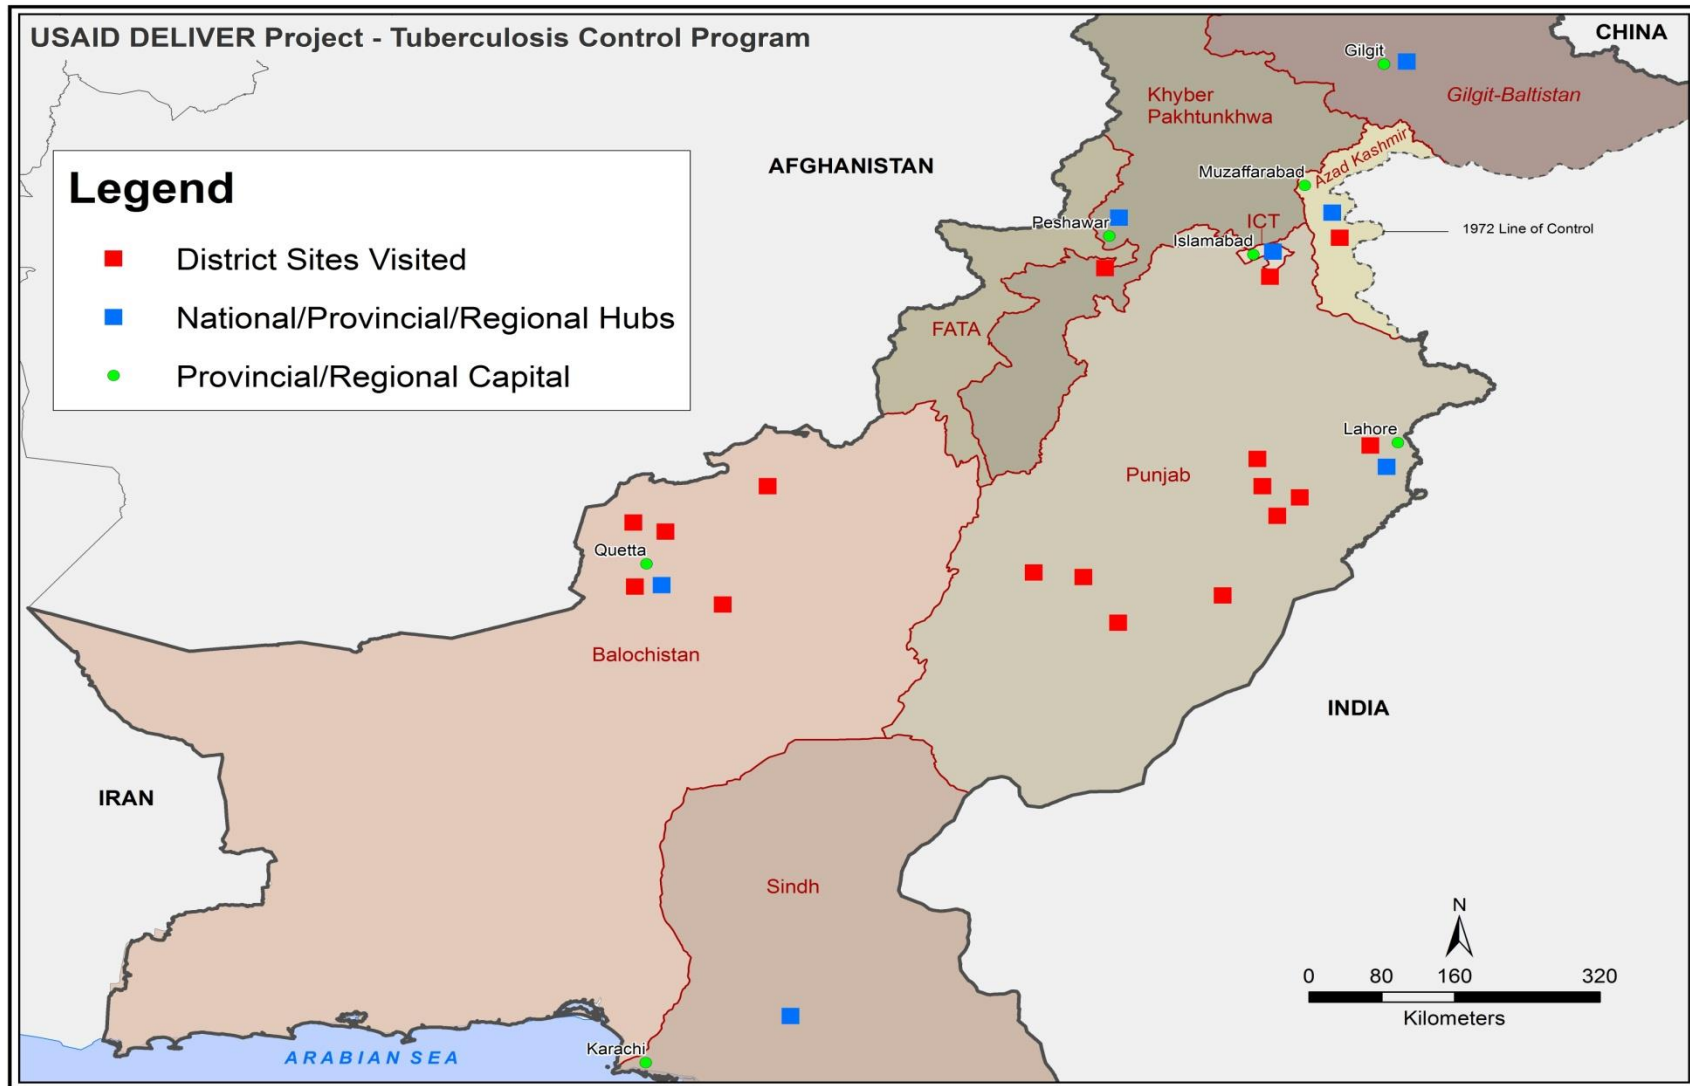 USAID DELIVER Project - Tuberculosis Control Program
CHINA
Gilgit
Gilgit-Baltistan
Khyber
Pakhtunkhwa
Azad Kashmir
AFGHANISTAN
Muzaffarabad
Legend
District Sites Visited
National/Provincial/Regional Hubs
Provincial/Regional Capital
Peshawar
ICT
Islamabad
1972 Line of Control
FATA
Lahore
Punjab
Quetta
Balochistan
INDIA
IRAN
Sindh
N
0 80 160 320
Kilometers
Karachi
ARABIAN SEA